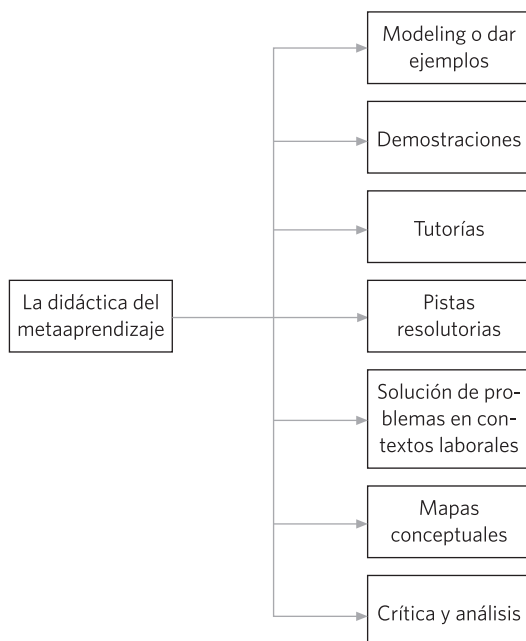 Modeling o dar
ejemplos
Demostraciones
Tutorías
La didáctica del
metaaprendizaje
Pistas
resolutorias
Solución de pro-
blemas en con-
textos laborales
Mapas
conceptuales
Crítica y análisis